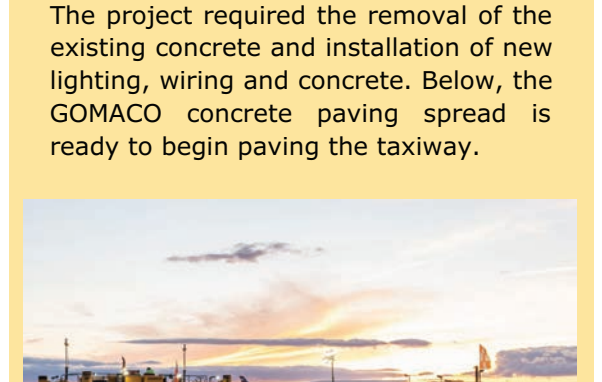 The project required the removal of the
existing concrete and installation of new
lighting, wiring and concrete. Below, the
GOMACO concrete paving spread is
ready to begin paving the taxiway.